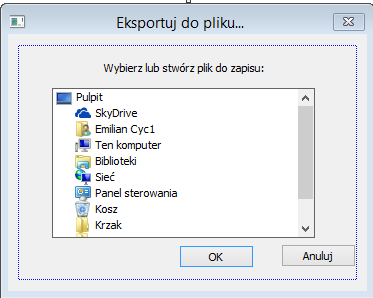 Eksportuj do pliku...
Wybierz lub stwórz plik do zapisu:
Pulpit
SkyDrive
Emilian Cyc1
Ten komputer
Biblioteki
Sieć
Panel sterowania
Kosz
Krzak
OK
Anuluj